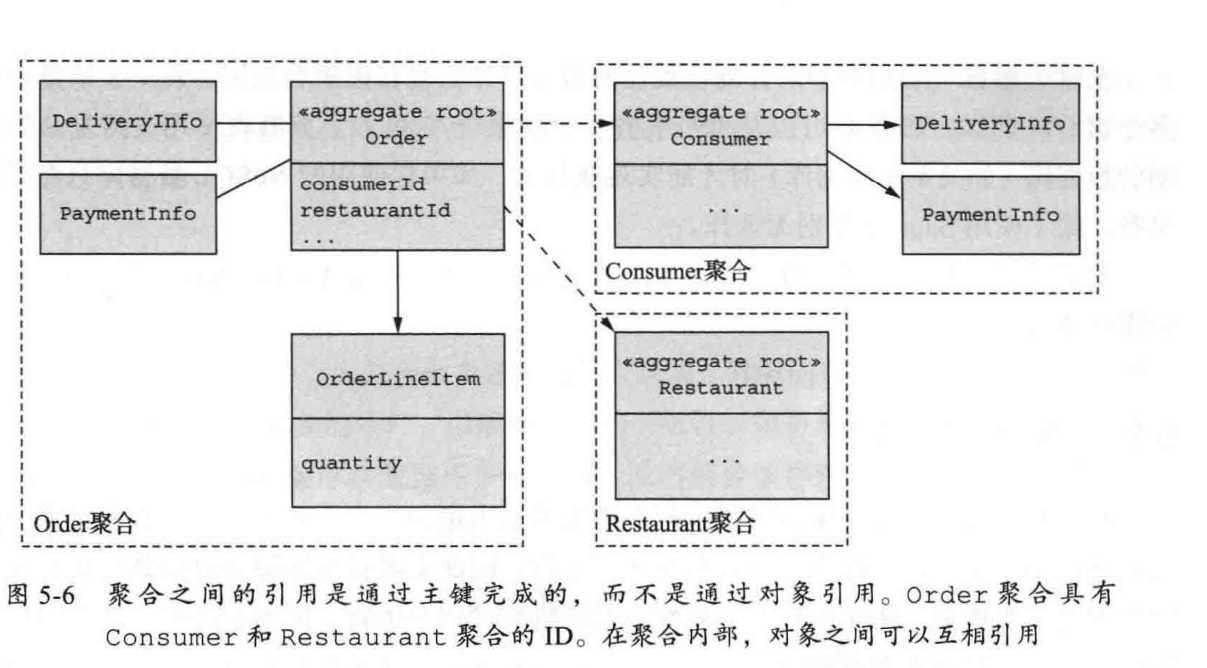 DeliveryInfo
PaymentInfo
«aggregate root»
Order
consumerId
restaurantId
...
OrderLineItem
quantity
Order聚合
«aggregate root»
Consumer
...
DeliveryInfo
PaymentInfo
Consumer聚合
«aggregate root»
Restaurant
...
Restaurant聚合
图 5-6 聚合之间的引用是通过主键完成的，而不是通过对象引用。Order 聚合具有
Consumer 和 Restaurant 聚合的 ID。在聚合内部，对象之间可以互相引用